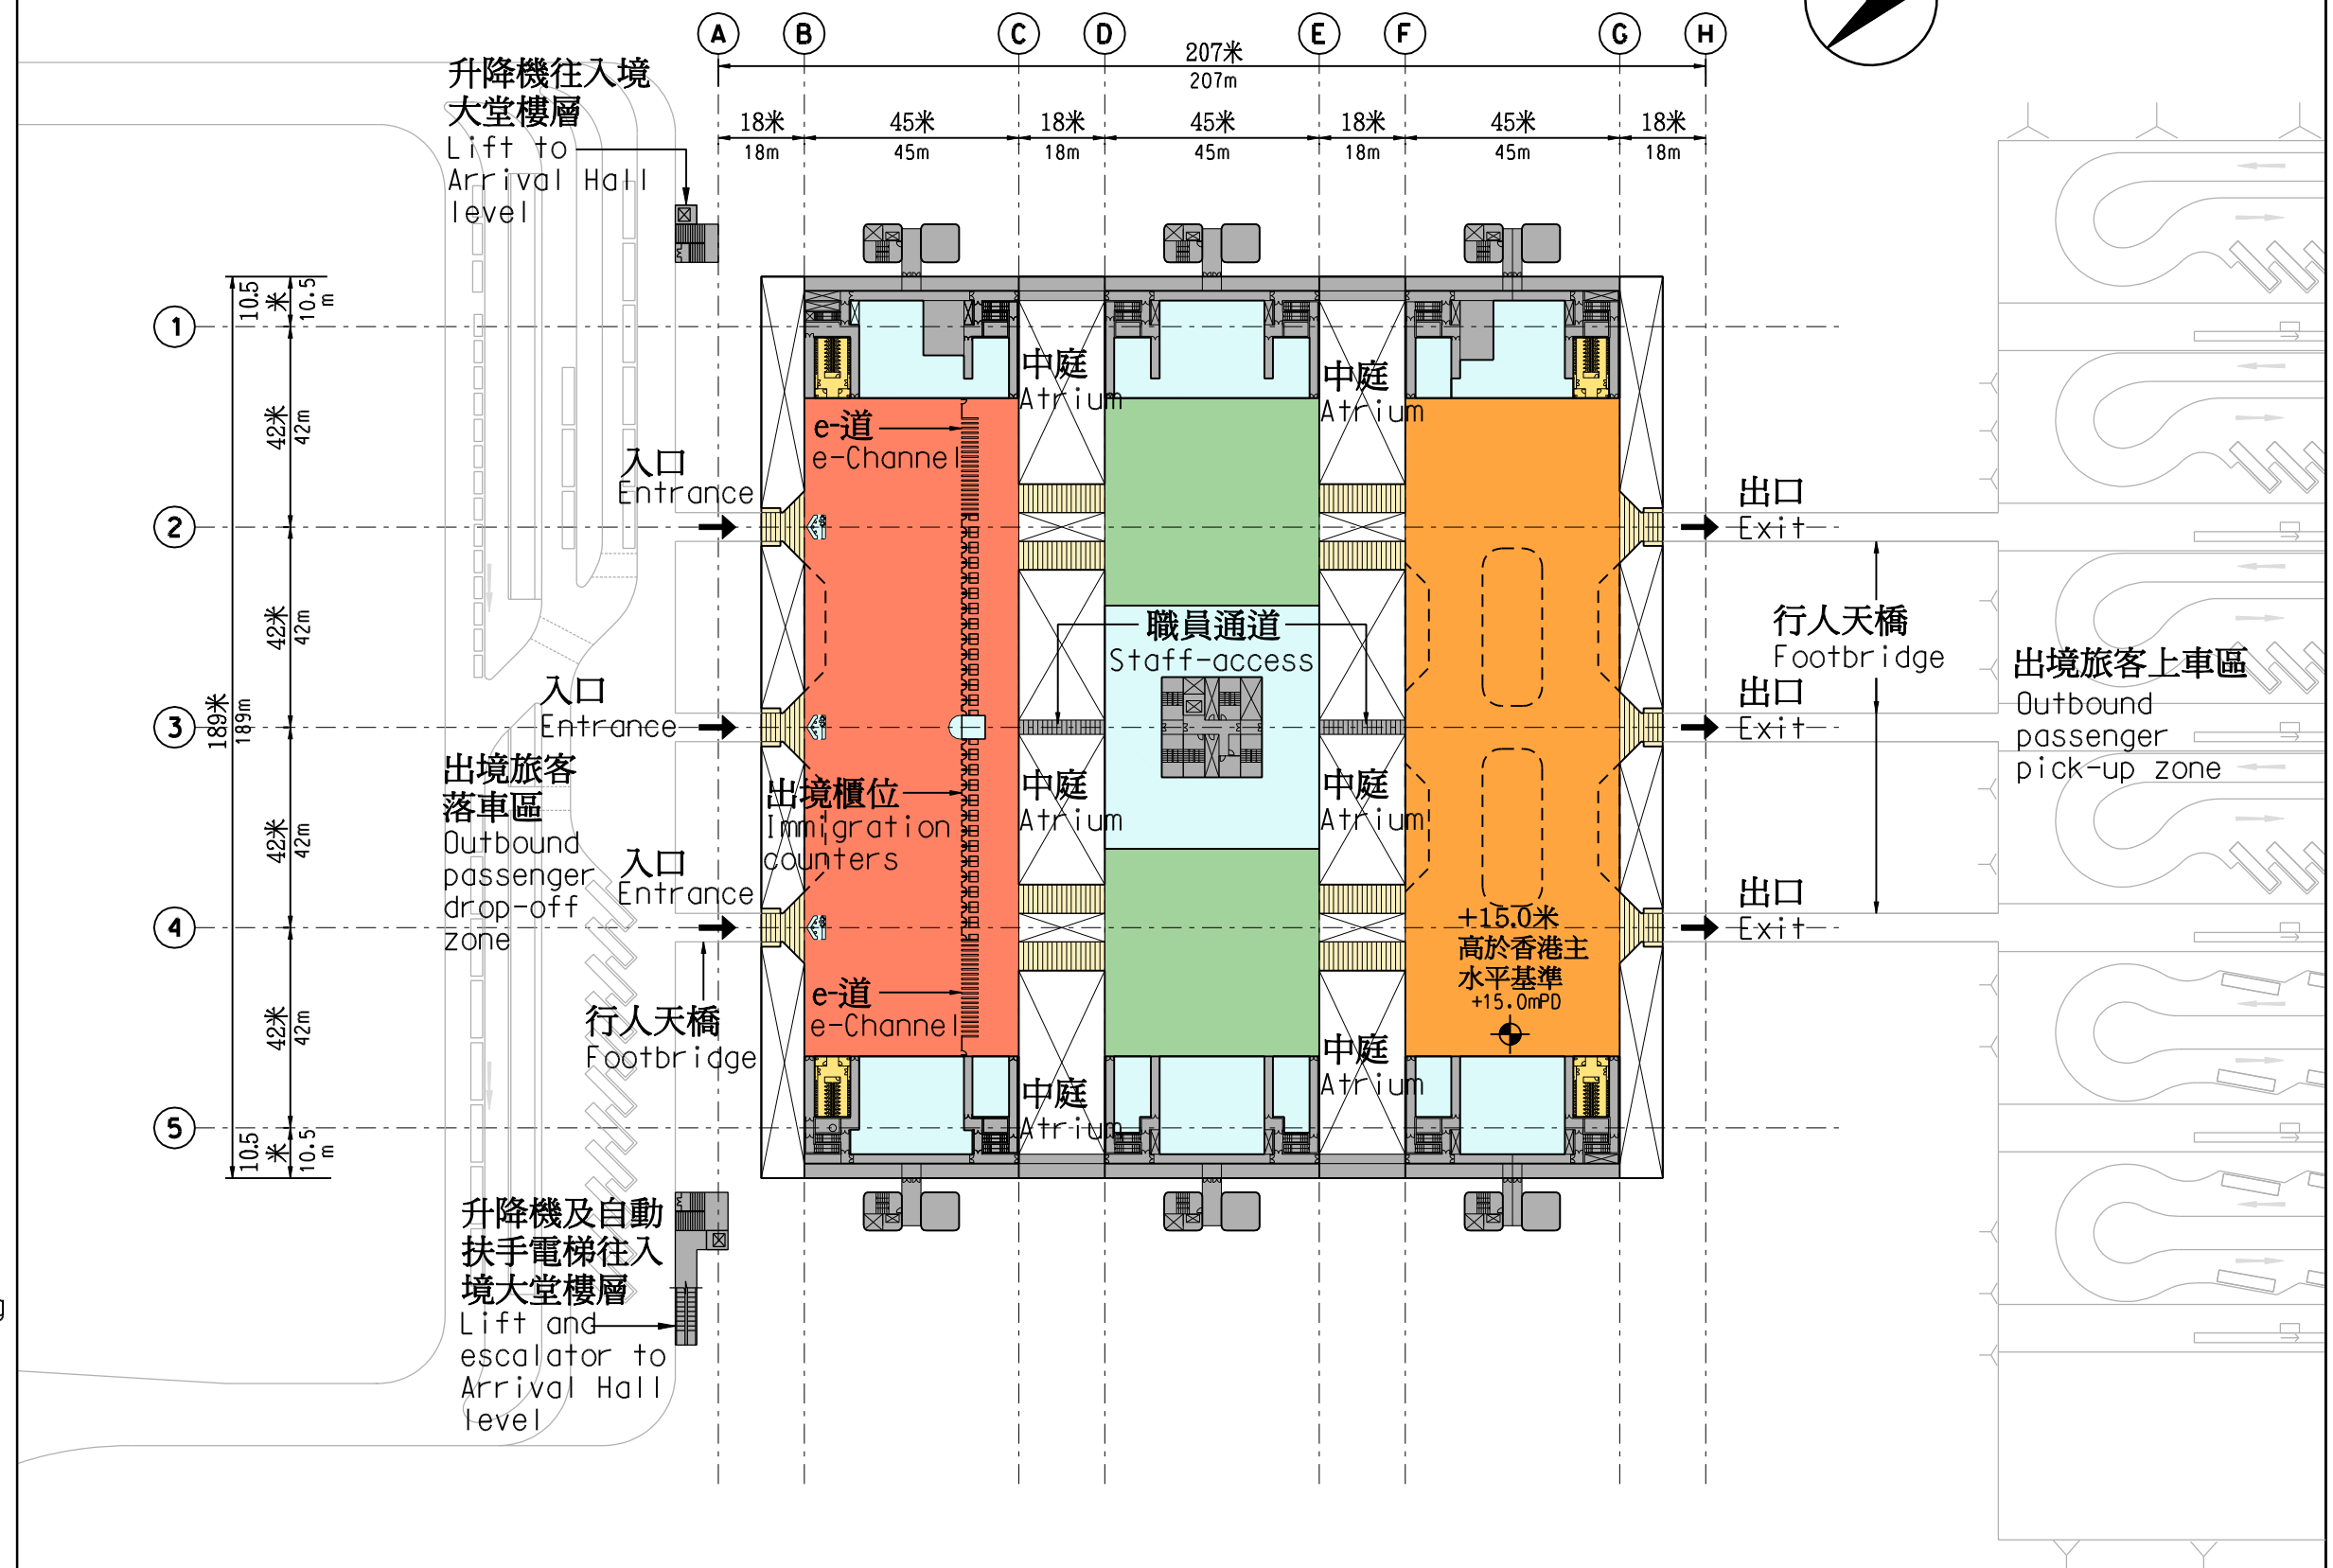 A B C D E F G H
207米
207m
18米 45米 18米 45米 18米 45米 18米
18m 45m 18m 45m 18m 45m 18m
升降機往入境
大堂樓層
Lift to
Arrival Hall
level
10.5
米
10.5
m
1
中庭
Atrium
中庭
Atrium
42米
42m
e-道
e-Channel
入口
Entrance
出口
Exit
2
42米
42m
職員通道
Staff-access
行人天橋
Footbridge
出境旅客上車區
Outbound
passenger
pick-up zone
入口
Entrance
出口
Exit
189米
189m
3
出境旅客
落車區
Outbound
passenger
drop-off
zone
出境櫃位
Immigration
counters
中庭
Atrium
中庭
Atrium
42米
42m
入口
Entrance
出口
Exit
4
+15.0米
高於香港主
水平基準
+15.0mPD
e-道
e-Channel
行人天橋
Footbridge
42米
42m
中庭
Atrium
中庭
Atrium
5
10.5
米
10.5
m
升降機及自動
扶手電梯往入
境大堂樓層
Lift and
escalator to
Arrival Hall
level